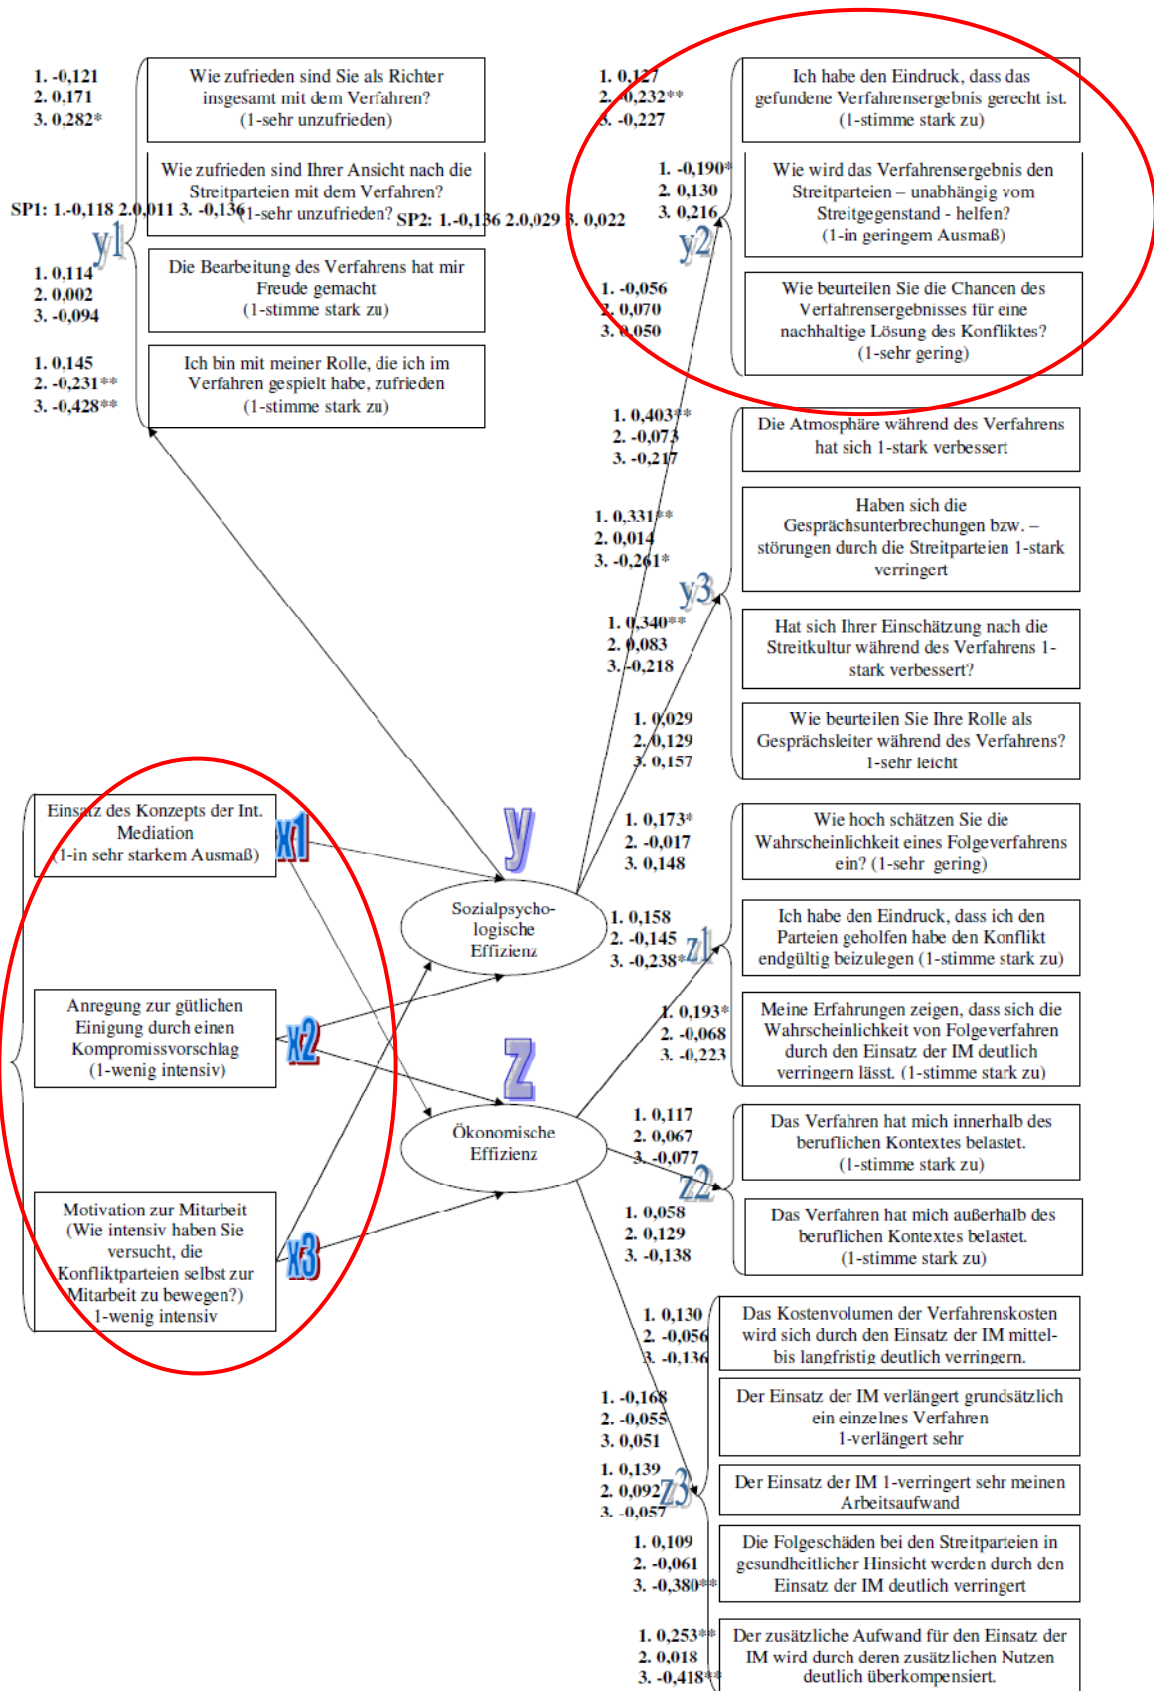 1. -0,121
2. 0,171
3. 0,282*
Wie zufrieden sind Sie als Richter
insgesamt mit dem Verfahren?
(1-sehr unzufrieden)
Wie zufrieden sind Ihrer Ansicht nach die
Streitparteien mit dem Verfahren?
(1-sehr unzufrieden?
SP1: 1.-0,118 2.0,011 3. -0,136
SP2: 1.-0,136 2.0,029 3. 0,022
y1
1. 0,114
2. 0,002
3. -0,094
Die Bearbeitung des Verfahrens hat mir
Freude gemacht
(1-stimme stark zu)
1. 0,145
2. -0,231**
3. -0,428**
Ich bin mit meiner Rolle, die ich im
Verfahren gespielt habe, zufrieden
(1-stimme stark zu)
1. 0,127
2. -0,232**
3. -0,227
Ich habe den Eindruck, dass das
gefundene Verfahrensergebnis gerecht ist.
(1-stimme stark zu)
1. -0,190*
2. 0,130
3. 0,216
Wie wird das Verfahrensergebnis den
Streitparteien – unabhängig vom
Streitgegenstand - helfen?
(1-in geringem Ausmaß)
y2
1. -0,056
2. 0,070
3. 0,050
Wie beurteilen Sie die Chancen des
Verfahrensergebnisses für eine
nachhaltige Lösung des Konfliktes?
(1-sehr gering)
1. 0,403**
2. -0,073
3. -0,217
Die Atmosphäre während des Verfahrens
hat sich 1-stark verbessert
1. 0,331**
2. 0,014
3. -0,261*
Haben sich die
Gesprächsunterbrechungen bzw. –
störungen durch die Streitparteien 1-stark
verringert
y3
1. 0,340**
2. 0,083
3. -0,218
Hat sich Ihrer Einschätzung nach die
Streitkultur während des Verfahrens 1-
stark verbessert?
1. 0,029
2. 0,129
3. 0,157
Wie beurteilen Sie Ihre Rolle als
Gesprächsleiter während des Verfahrens?
1-sehr leicht
Einsatz des Konzepts der Int.
Mediation
(1-in sehr starkem Ausmaß)
x1
Anregung zur gütlichen
Einigung durch einen
Kompromissvorschlag
(1-wenig intensiv)
x2
Motivation zur Mitarbeit
(Wie intensiv haben Sie
versucht, die
Konfliktparteien selbst zur
Mitarbeit zu bewegen?)
1-wenig intensiv
x3
y
Sozialpsycho-
logische
Effizienz
z
Ökonomische
Effizienz
1. 0,173*
2. -0,017
3. 0,148
Wie hoch schätzen Sie die
Wahrscheinlichkeit eines Folgeverfahrens
ein? (1-sehr gering)
1. 0,158
2. -0,145
3. -0,238*
z1
Ich habe den Eindruck, dass ich den
Parteien geholfen habe den Konflikt
endgültig beizulegen (1-stimme stark zu)
1. 0,193*
2. -0,068
3. -0,223
Meine Erfahrungen zeigen, dass sich die
Wahrscheinlichkeit von Folgeverfahren
durch den Einsatz der IM deutlich
verringern lässt. (1-stimme stark zu)
1. 0,117
2. 0,067
3. -0,077
Das Verfahren hat mich innerhalb des
beruflichen Kontextes belastet.
(1-stimme stark zu)
z2
1. 0,058
2. 0,129
3. -0,138
Das Verfahren hat mich außerhalb des
beruflichen Kontextes belastet.
(1-stimme stark zu)
1. 0,130
2. -0,056
3. -0,136
Das Kostenvolumen der Verfahrenskosten
wird sich durch den Einsatz der IM mittel-
bis langfristig deutlich verringern.
1. -0,168
2. -0,055
3. 0,051
Der Einsatz der IM verlängert grundsätzlich
ein einzelnes Verfahren
1-verlängert sehr
1. 0,139
2. 0,092
3. -0,057
z3
Der Einsatz der IM 1-verringert sehr meinen
Arbeitsaufwand
1. 0,109
2. -0,061
3. -0,380**
Die Folgeschäden bei den Streitparteien in
gesundheitlicher Hinsicht werden durch den
Einsatz der IM deutlich verringert
1. 0,253**
2. 0,018
3. -0,418**
Der zusätzliche Aufwand für den Einsatz der
IM wird durch deren zusätzlichen Nutzen
deutlich überkompensiert.